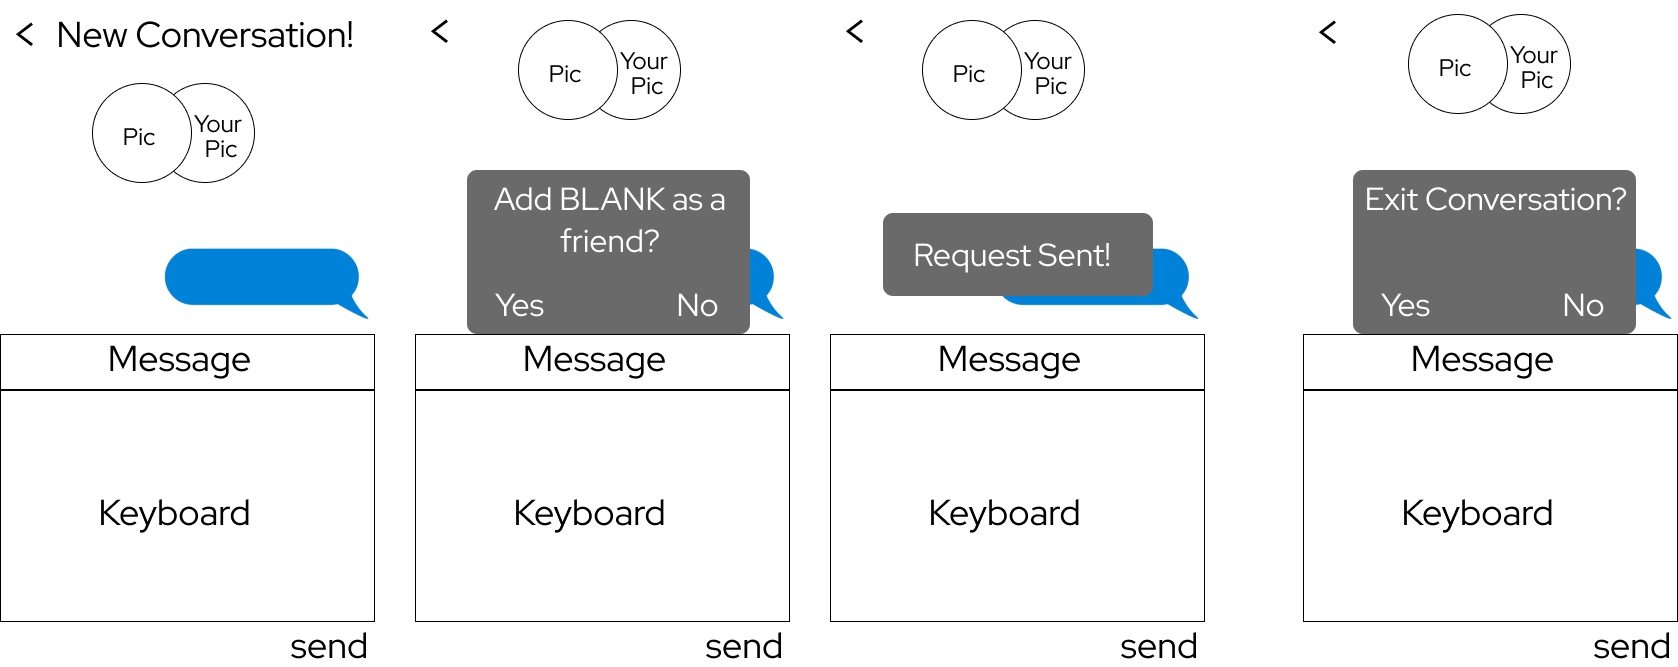 < New Conversation!
Pic
Your
Pic
Message
Keyboard
send
<
Pic
Your
Pic
Add BLANK as a
friend?
Yes No
Message
Keyboard
send
<
Pic
Your
Pic
Request Sent!
Message
Keyboard
send
<
Pic
Your
Pic
Exit Conversation?
Yes No
Message
Keyboard
send